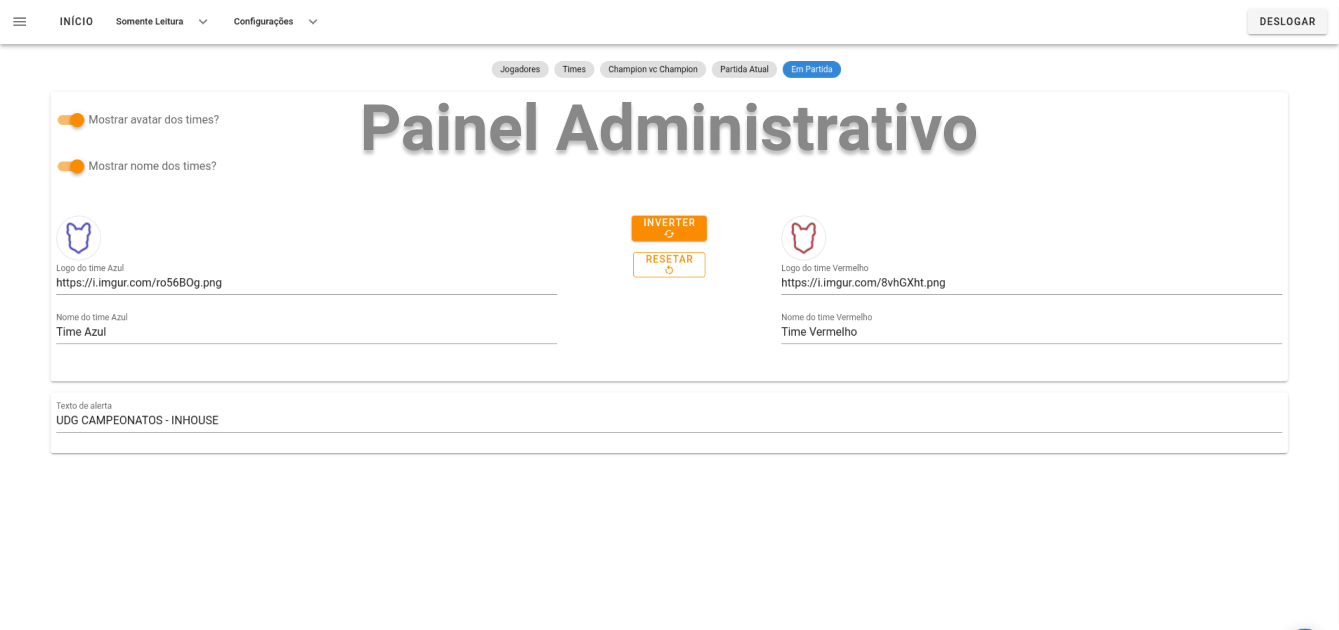 INÍCIO Somente Leitura Configurações DESLOGAR
Jogadores Times Champion vc Champion Partida Atual Em Partida
Painel Administrativo
Mostrar avatar dos times?
Mostrar nome dos times?
INVERTER
RESETAR
Logo do time Azul
https://i.imgur.com/ro56BOg.png
Nome do time Azul
Time Azul
Logo do time Vermelho
https://i.imgur.com/8vhGXht.png
Nome do time Vermelho
Time Vermelho
Texto de alerta
UDG CAMPEONATOS - INHOUSE